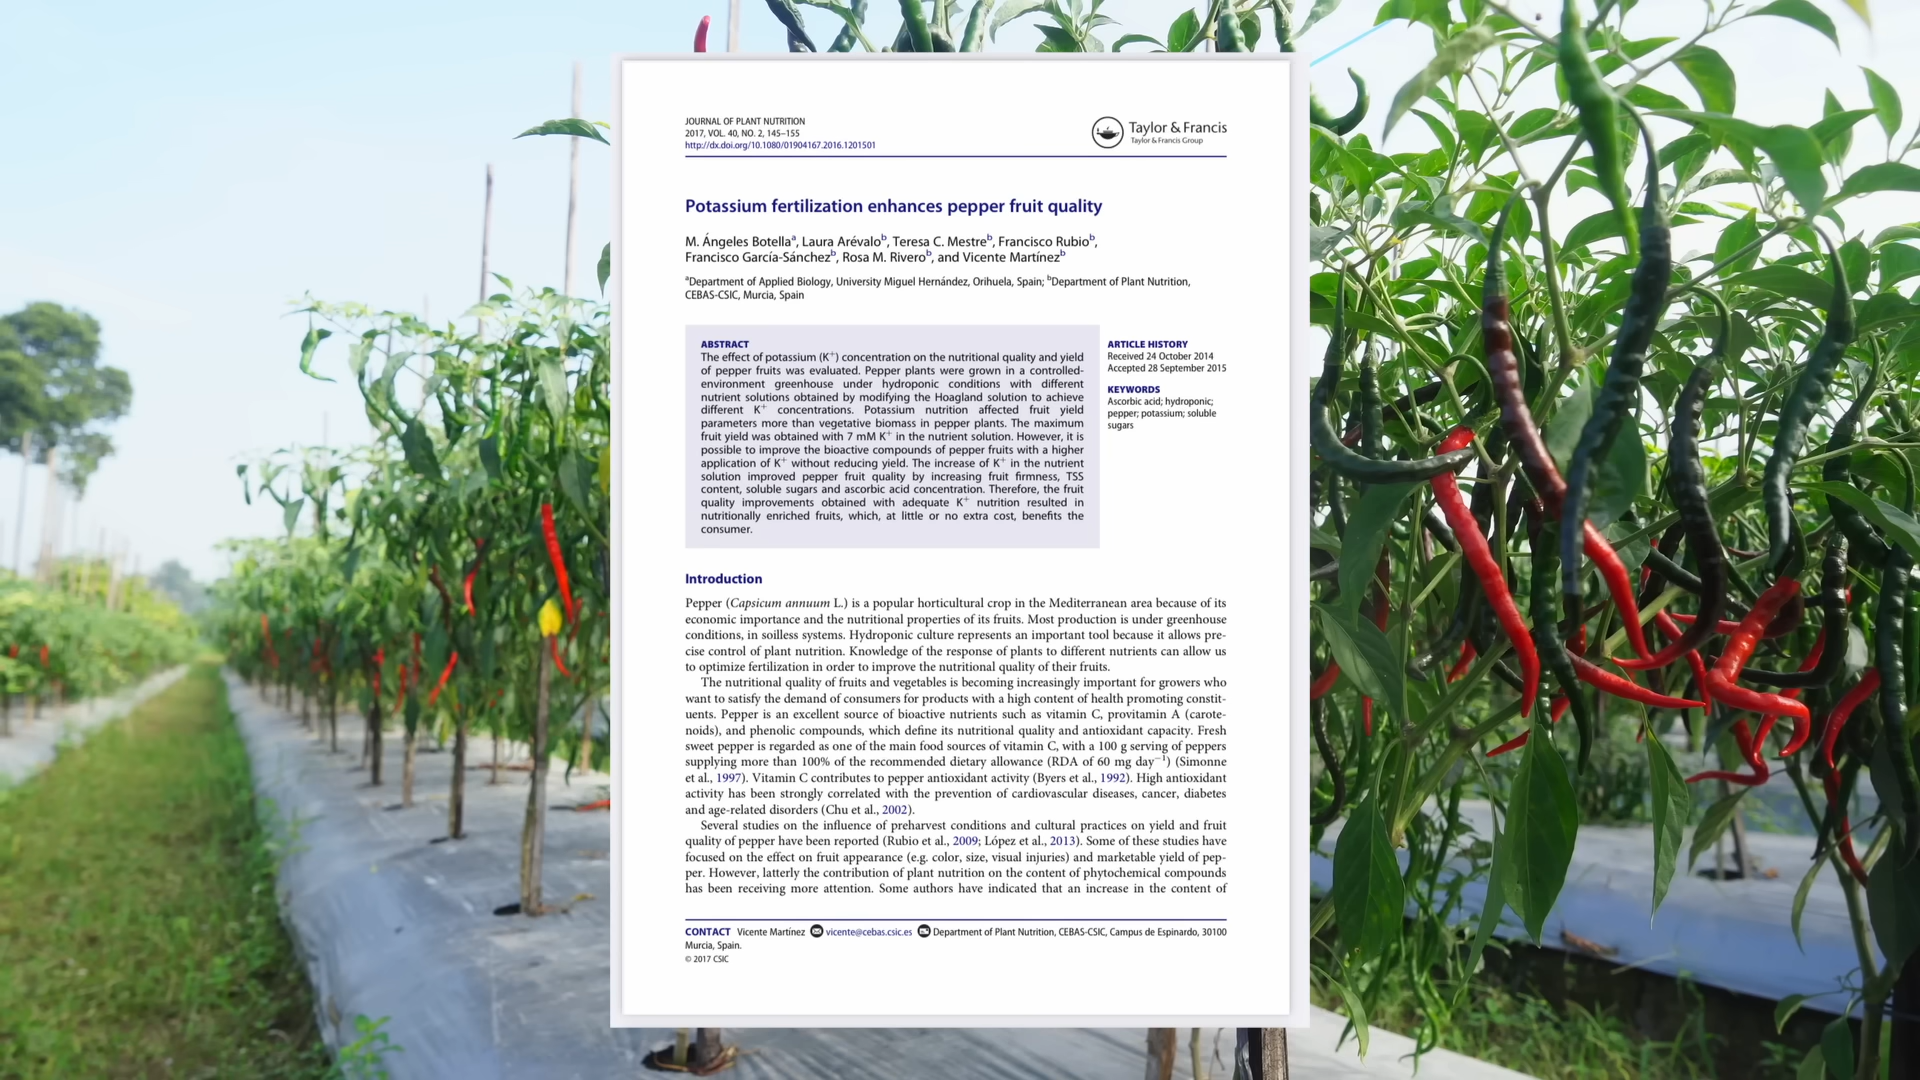 JOURNAL OF PLANT NUTRITION
2017, VOL. 40, NO. 2, 145–155
http://dx.doi.org/10.1080/01904167.2016.1201501
Taylor & Francis
Taylor & Francis Group
Potassium fertilization enhances pepper fruit quality
M. Ángeles Botellaᵃ, Laura Arévaloᵇ, Teresa C. Mestreᵇ, Francisco Rubioᵇ,
Francisco García-Sánchezᵇ, Rosa M. Riveroᵇ, and Vicente Martínezᵇ
ᵃDepartment of Applied Biology, University Miguel Hernández, Orihuela, Spain; ᵇDepartment of Plant Nutrition,
CEBAS-CSIC, Murcia, Spain
ABSTRACT
The effect of potassium (K⁺) concentration on the nutritional quality and yield
of pepper fruits was evaluated. Pepper plants were grown in a controlled-
environment greenhouse under hydroponic conditions with different
nutrient solutions obtained by modifying the Hoagland solution to achieve
different K⁺ concentrations. Potassium nutrition affected fruit yield
parameters more than vegetative biomass in pepper plants. The maximum
fruit yield was obtained with 7 mM K⁺ in the nutrient solution. However, it is
possible to improve the bioactive compounds of pepper fruits with a higher
application of K⁺ without reducing yield. The increase of K⁺ in the nutrient
solution improved pepper fruit quality by increasing fruit firmness, TSS
content, soluble sugars and ascorbic acid concentration. Therefore, the fruit
quality improvements obtained with adequate K⁺ nutrition resulted in
nutritionally enriched fruits, which, at little or no extra cost, benefits the
consumer.
ARTICLE HISTORY
Received 24 October 2014
Accepted 28 September 2015
KEYWORDS
Ascorbic acid; hydroponic;
pepper; potassium; soluble
sugars
Introduction
Pepper (Capsicum annuum L.) is a popular horticultural crop in the Mediterranean area because of its
economic importance and the nutritional properties of its fruits. Most production is under greenhouse
conditions, in soilless systems. Hydroponic culture represents an important tool because it allows pre-
cise control of plant nutrition. Knowledge of the response of plants to different nutrients can allow us
to optimize fertilization in order to improve the nutritional quality of their fruits.
The nutritional quality of fruits and vegetables is becoming increasingly important for growers who
want to satisfy the demand of consumers for products with a high content of health promoting constit-
uents. Pepper is an excellent source of bioactive nutrients such as vitamin C, provitamin A (carote-
noids), and phenolic compounds, which define its nutritional quality and antioxidant capacity. Fresh
sweet pepper is regarded as one of the main food sources of vitamin C, with a 100 g serving of peppers
supplying more than 100% of the recommended dietary allowance (RDA of 60 mg day⁻¹) (Simonne
et al., 1997). Vitamin C contributes to pepper antioxidant activity (Byers et al., 1992). High antioxidant
activity has been strongly correlated with the prevention of cardiovascular diseases, cancer, diabetes
and age-related disorders (Chu et al., 2002).
Several studies on the influence of preharvest conditions and cultural practices on yield and fruit
quality of pepper have been reported (Rubio et al., 2009; López et al., 2013). Some of these studies have
focused on the effect on fruit appearance (e.g. color, size, visual injuries) and marketable yield of pep-
per. However, latterly the contribution of plant nutrition on the content of phytochemical compounds
has been receiving more attention. Some authors have indicated that an increase in the content of
CONTACT Vicente Martínez vicente@cebas.csic.es Department of Plant Nutrition, CEBAS-CSIC, Campus de Espinardo, 30100
Murcia, Spain.
© 2017 CSIC